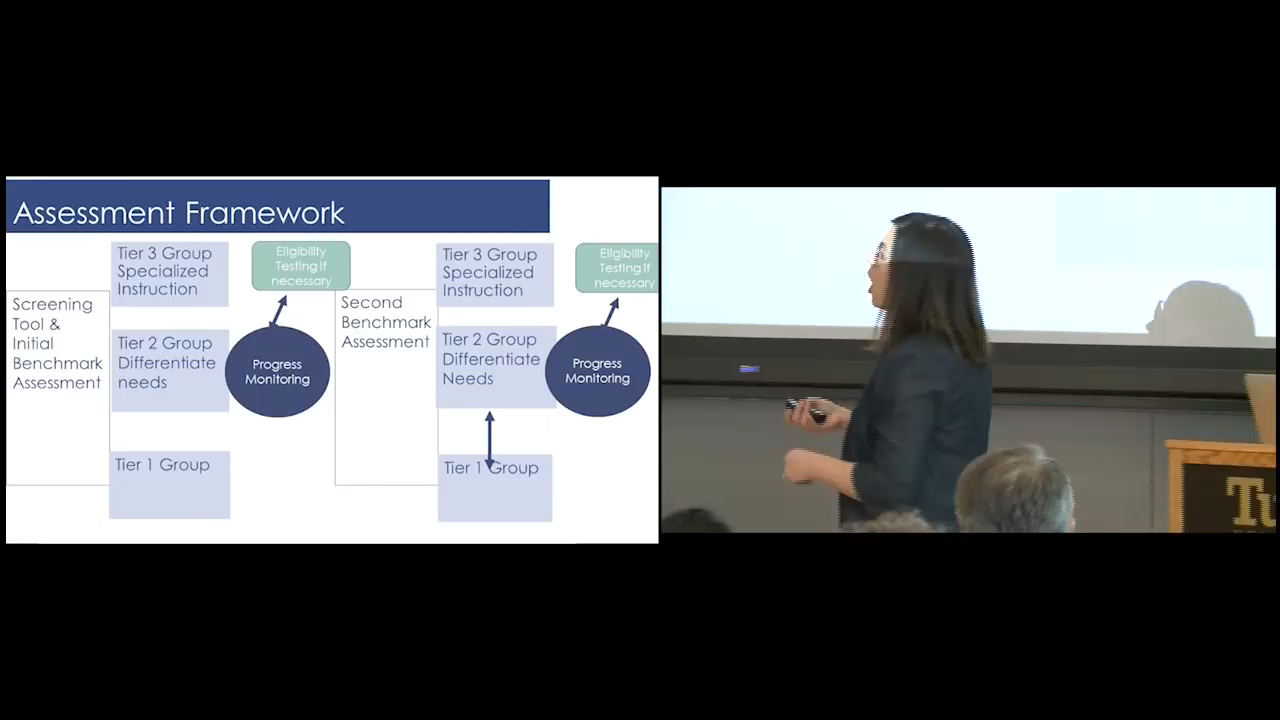 Assessment Framework
Screening
Tool &
Initial
Benchmark
Assessment
Tier 3 Group
Specialized
Instruction
Tier 2 Group
Differentiate
needs
Tier 1 Group
Eligibility
Testing if
necessary
Progress
Monitoring
Second
Benchmark
Assessment
Tier 3 Group
Specialized
Instruction
Tier 2 Group
Differentiate
Needs
Tier 1 Group
Eligibility
Testing if
necessary
Progress
Monitoring
Tu